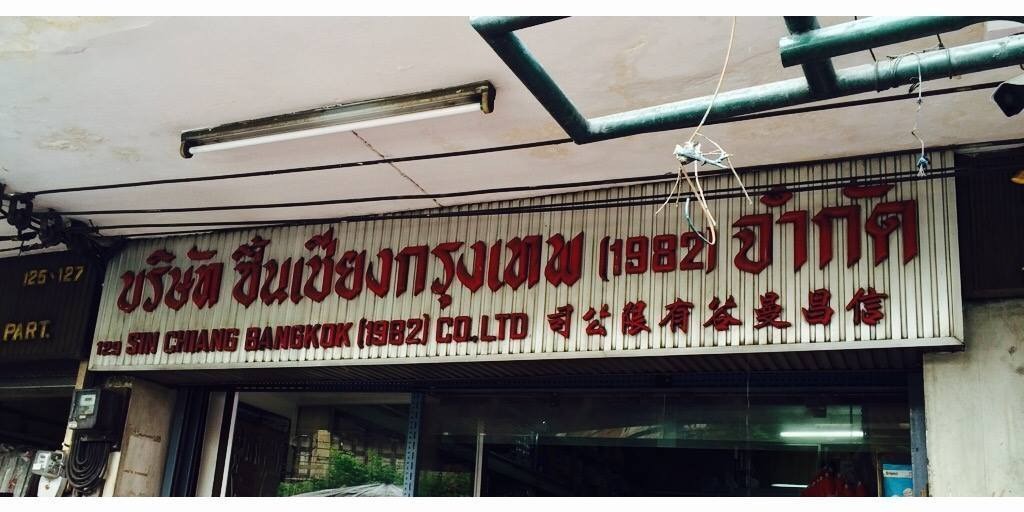 บริษัท ซิ้นเชียงกรุงเทพ (1982) จำกัด
129 SIN CHIANG BANGKOK (1982) CO.LTD 司公限有谷曼昌信
125-127
PART.